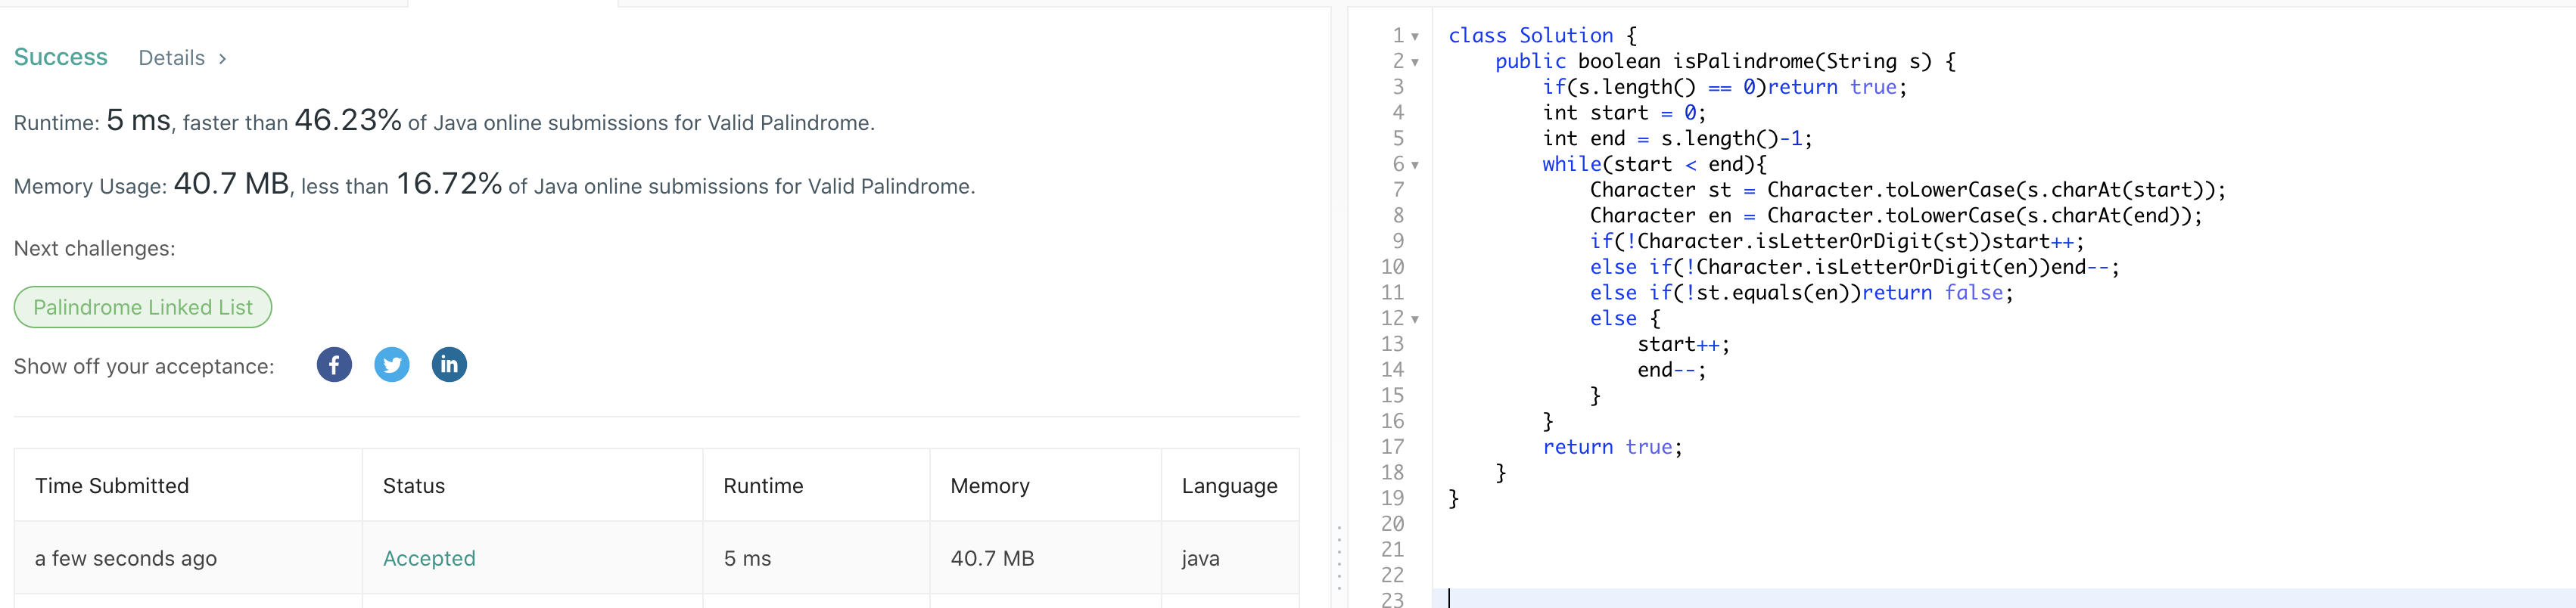 Success Details >
Runtime: 5 ms, faster than 46.23% of Java online submissions for Valid Palindrome.
Memory Usage: 40.7 MB, less than 16.72% of Java online submissions for Valid Palindrome.
Next challenges:
Palindrome Linked List
Show off your acceptance: f in
Time Submitted Status Runtime Memory Language
a few seconds ago Accepted 5 ms 40.7 MB java
1 class Solution {
2     public boolean isPalindrome(String s) {
3         if(s.length() == 0)return true;
4         int start = 0;
5         int end = s.length()-1;
6         while(start < end){
7             Character st = Character.toLowerCase(s.charAt(start));
8             Character en = Character.toLowerCase(s.charAt(end));
9             if(!Character.isLetterOrDigit(st))start++;
10             else if(!Character.isLetterOrDigit(en))end--;
11             else if(!st.equals(en))return false;
12             else {
13                 start++;
14                 end--;
15             }
16         }
17         return true;
18     }
19 }
20
21
22
23